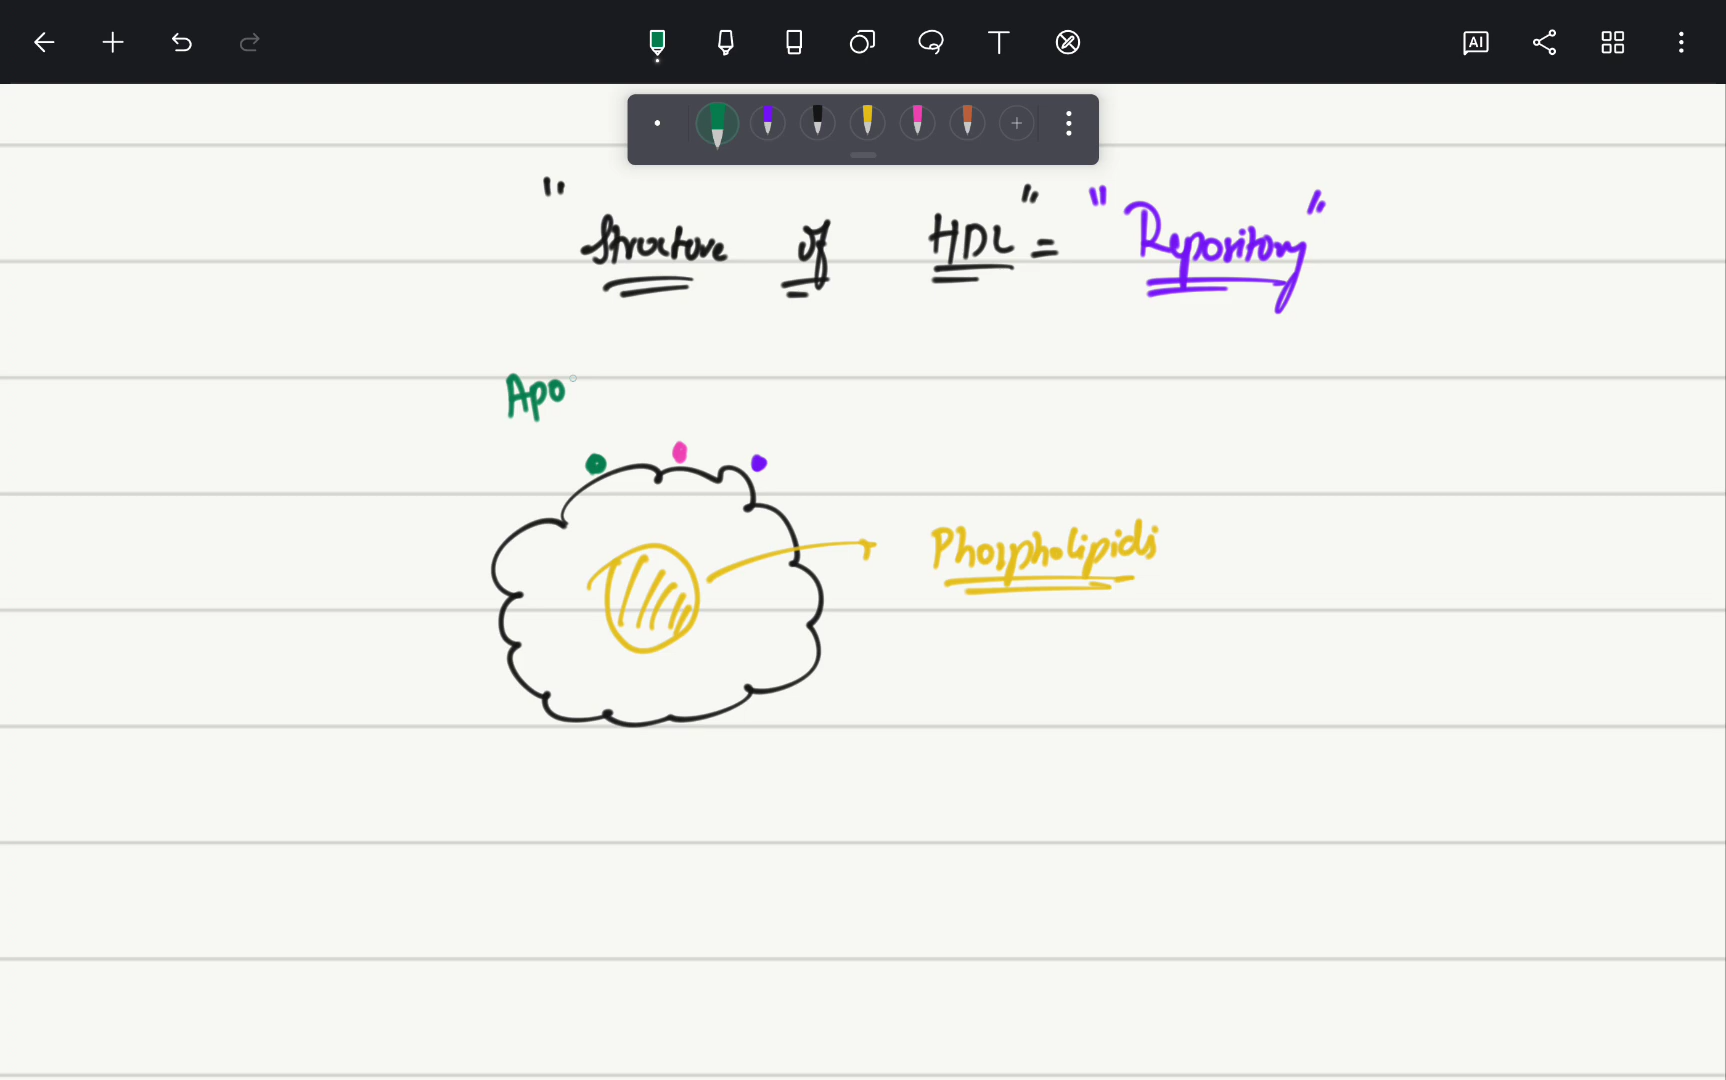 "Structure of HDL" = "Repository"
Apo
Phospholipids